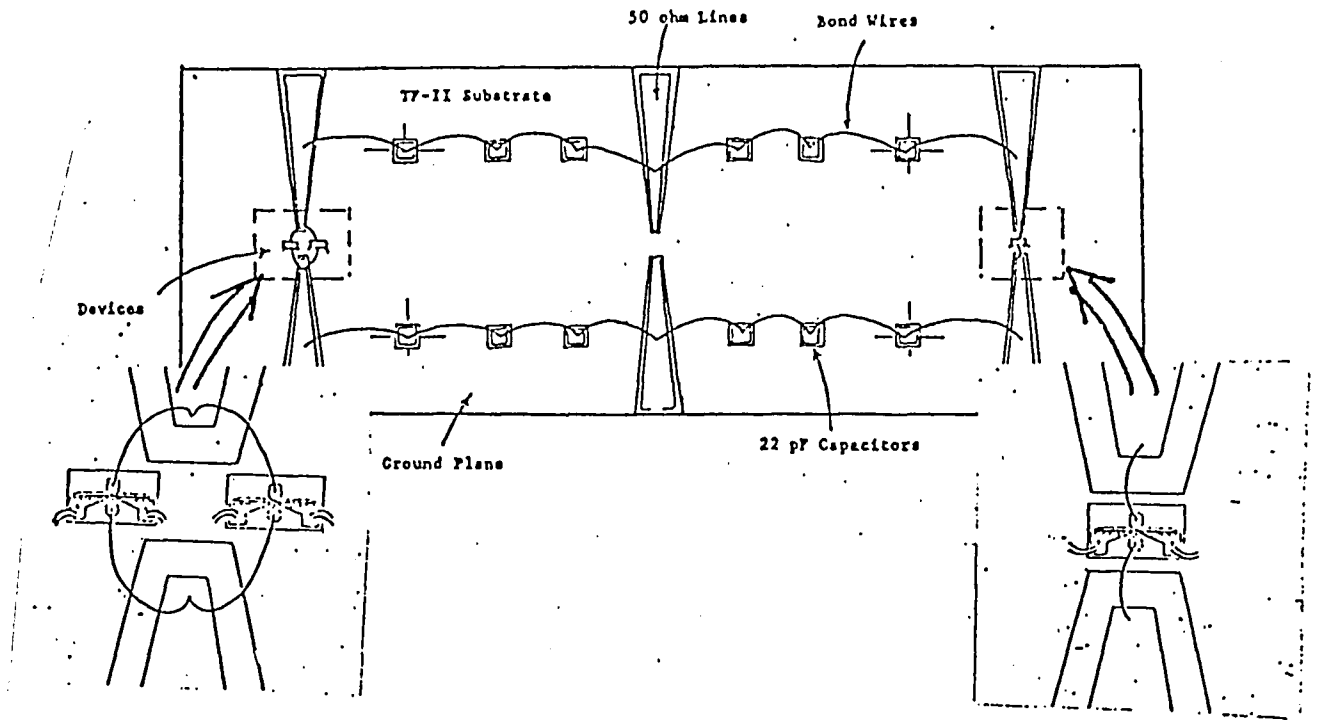 50 ohm Lines
Bond Wires
TF-II Substrate
Devices
Ground Plane
22 pF Capacitors